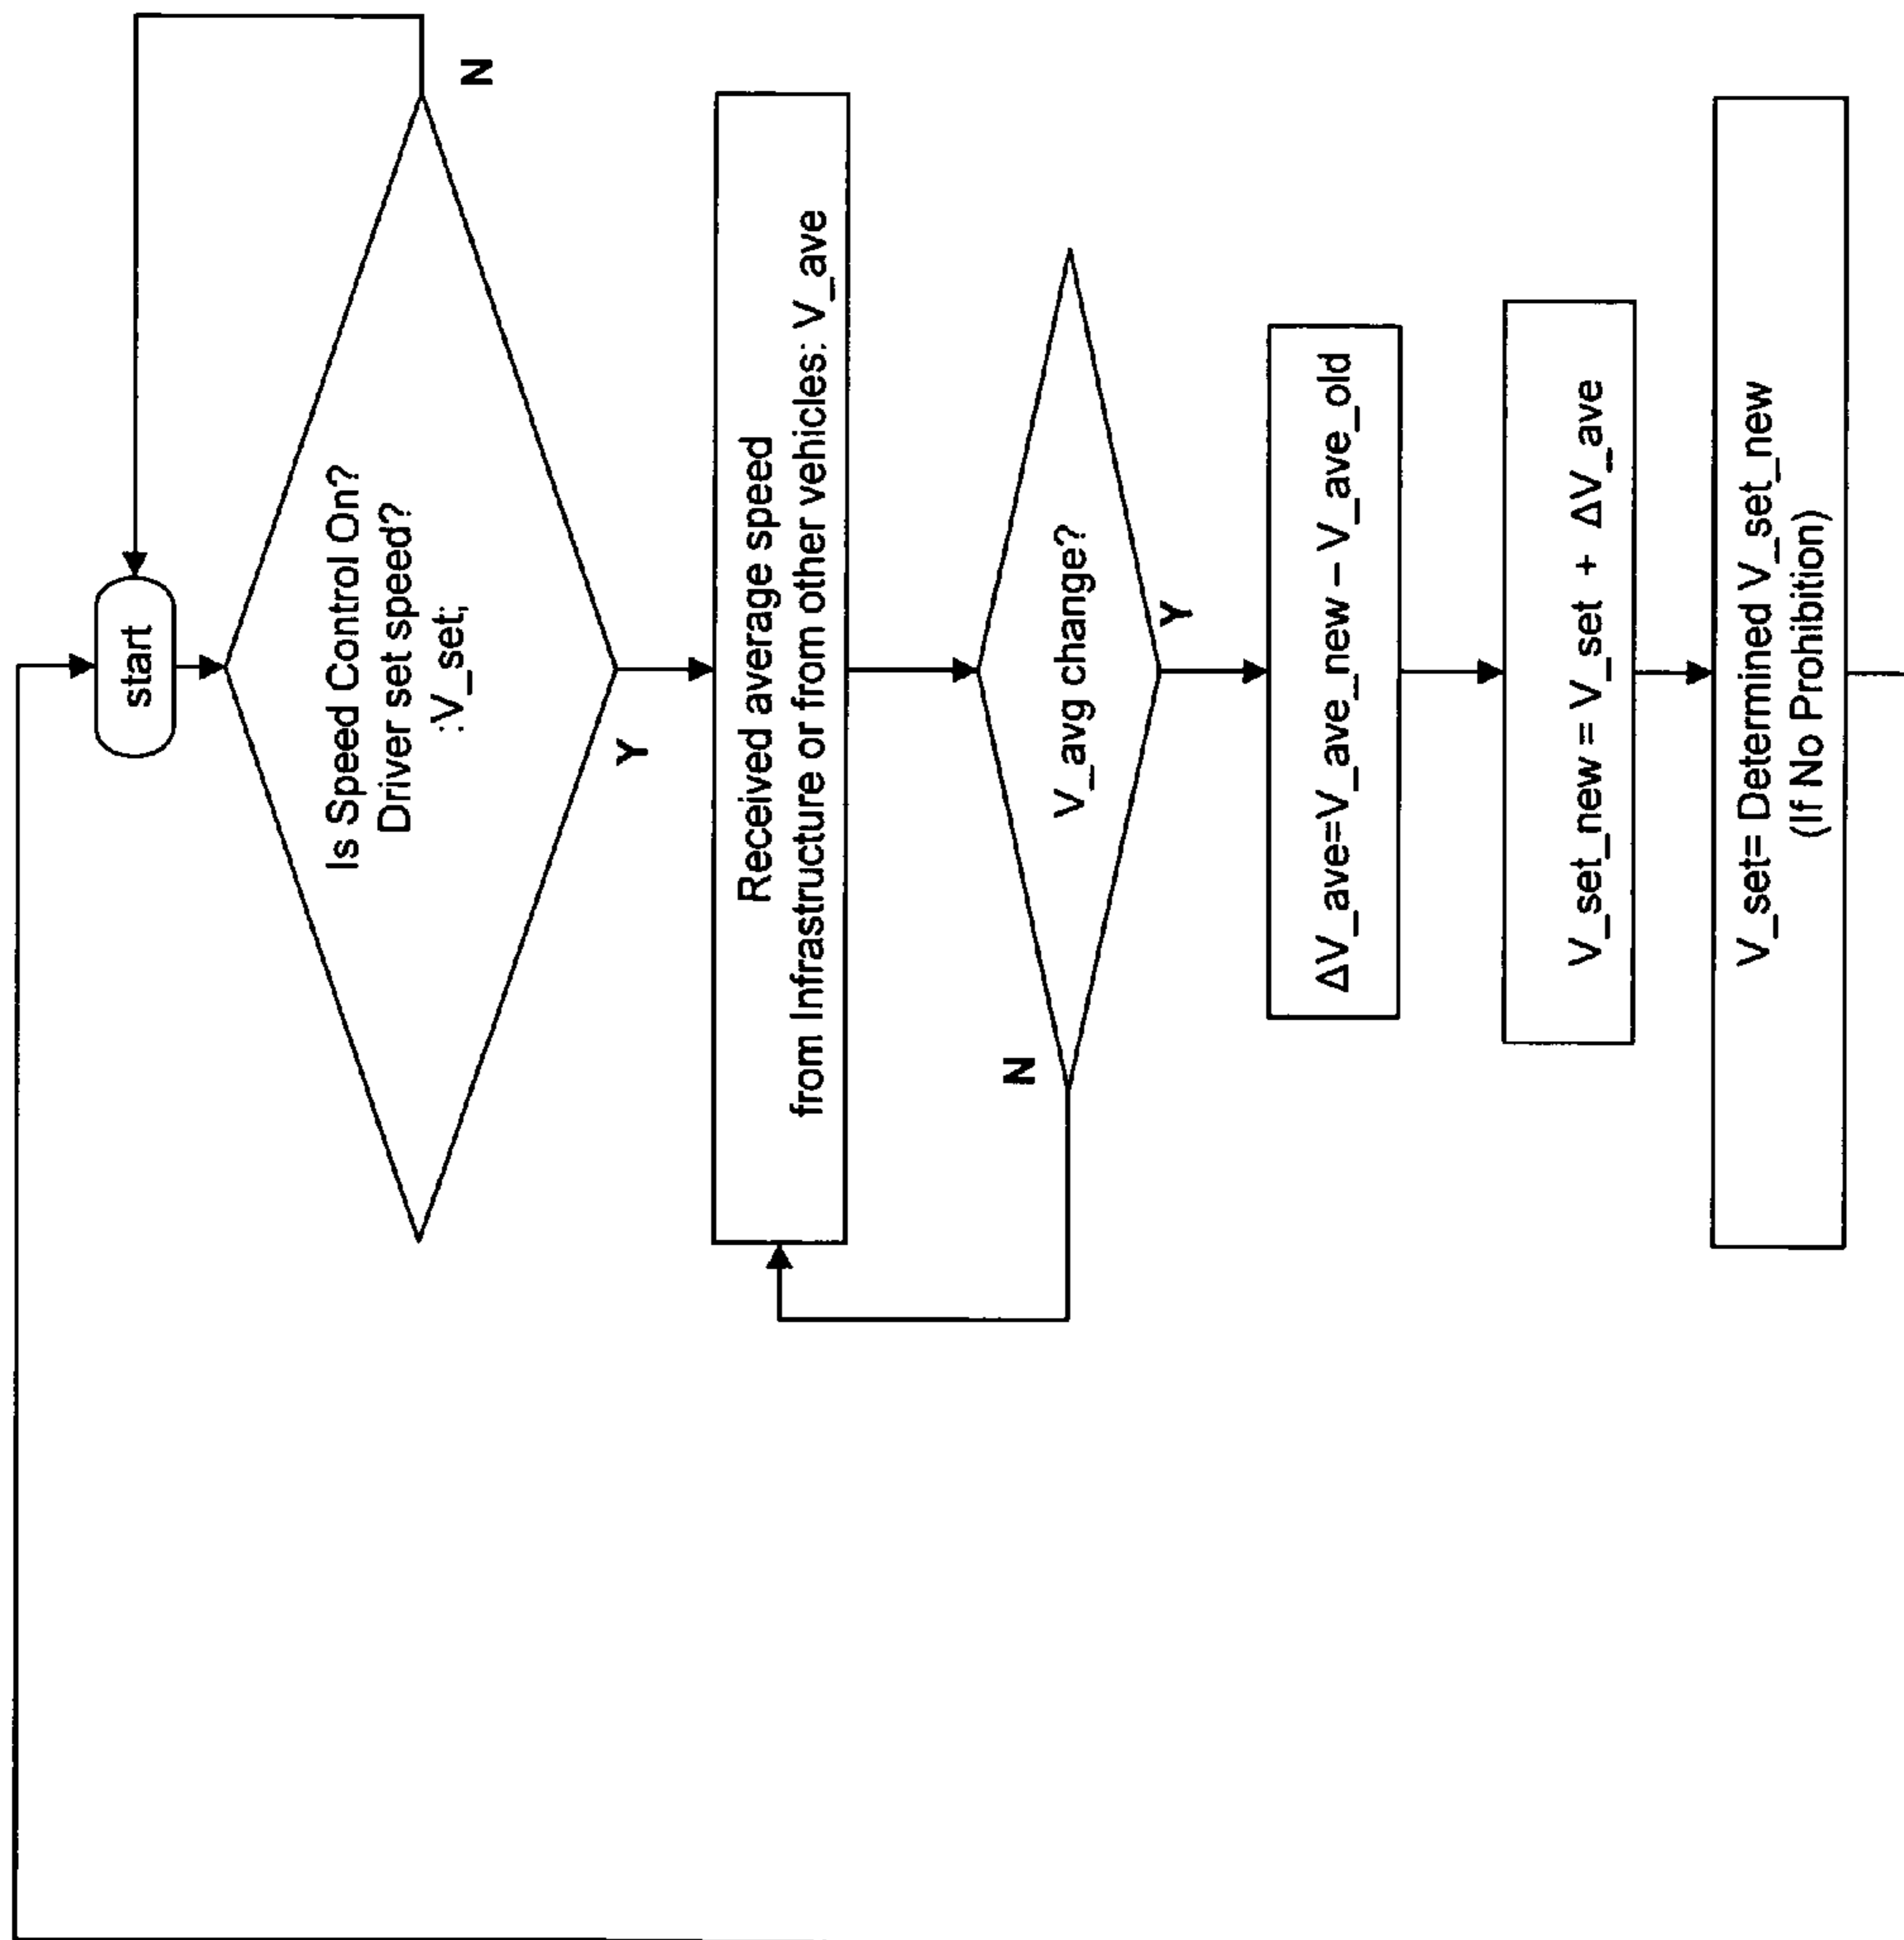 start
Is Speed Control On?
Driver set speed?
:V_set;
N
Y
Received average speed
from Infrastructure or from other vehicles: V_ave
V_avg change?
N
Y
ΔV_ave=V_ave_new – V_ave_old
V_set_new = V_set + ΔV_ave
V_set= Determined V_set_new
(If No Prohibition)